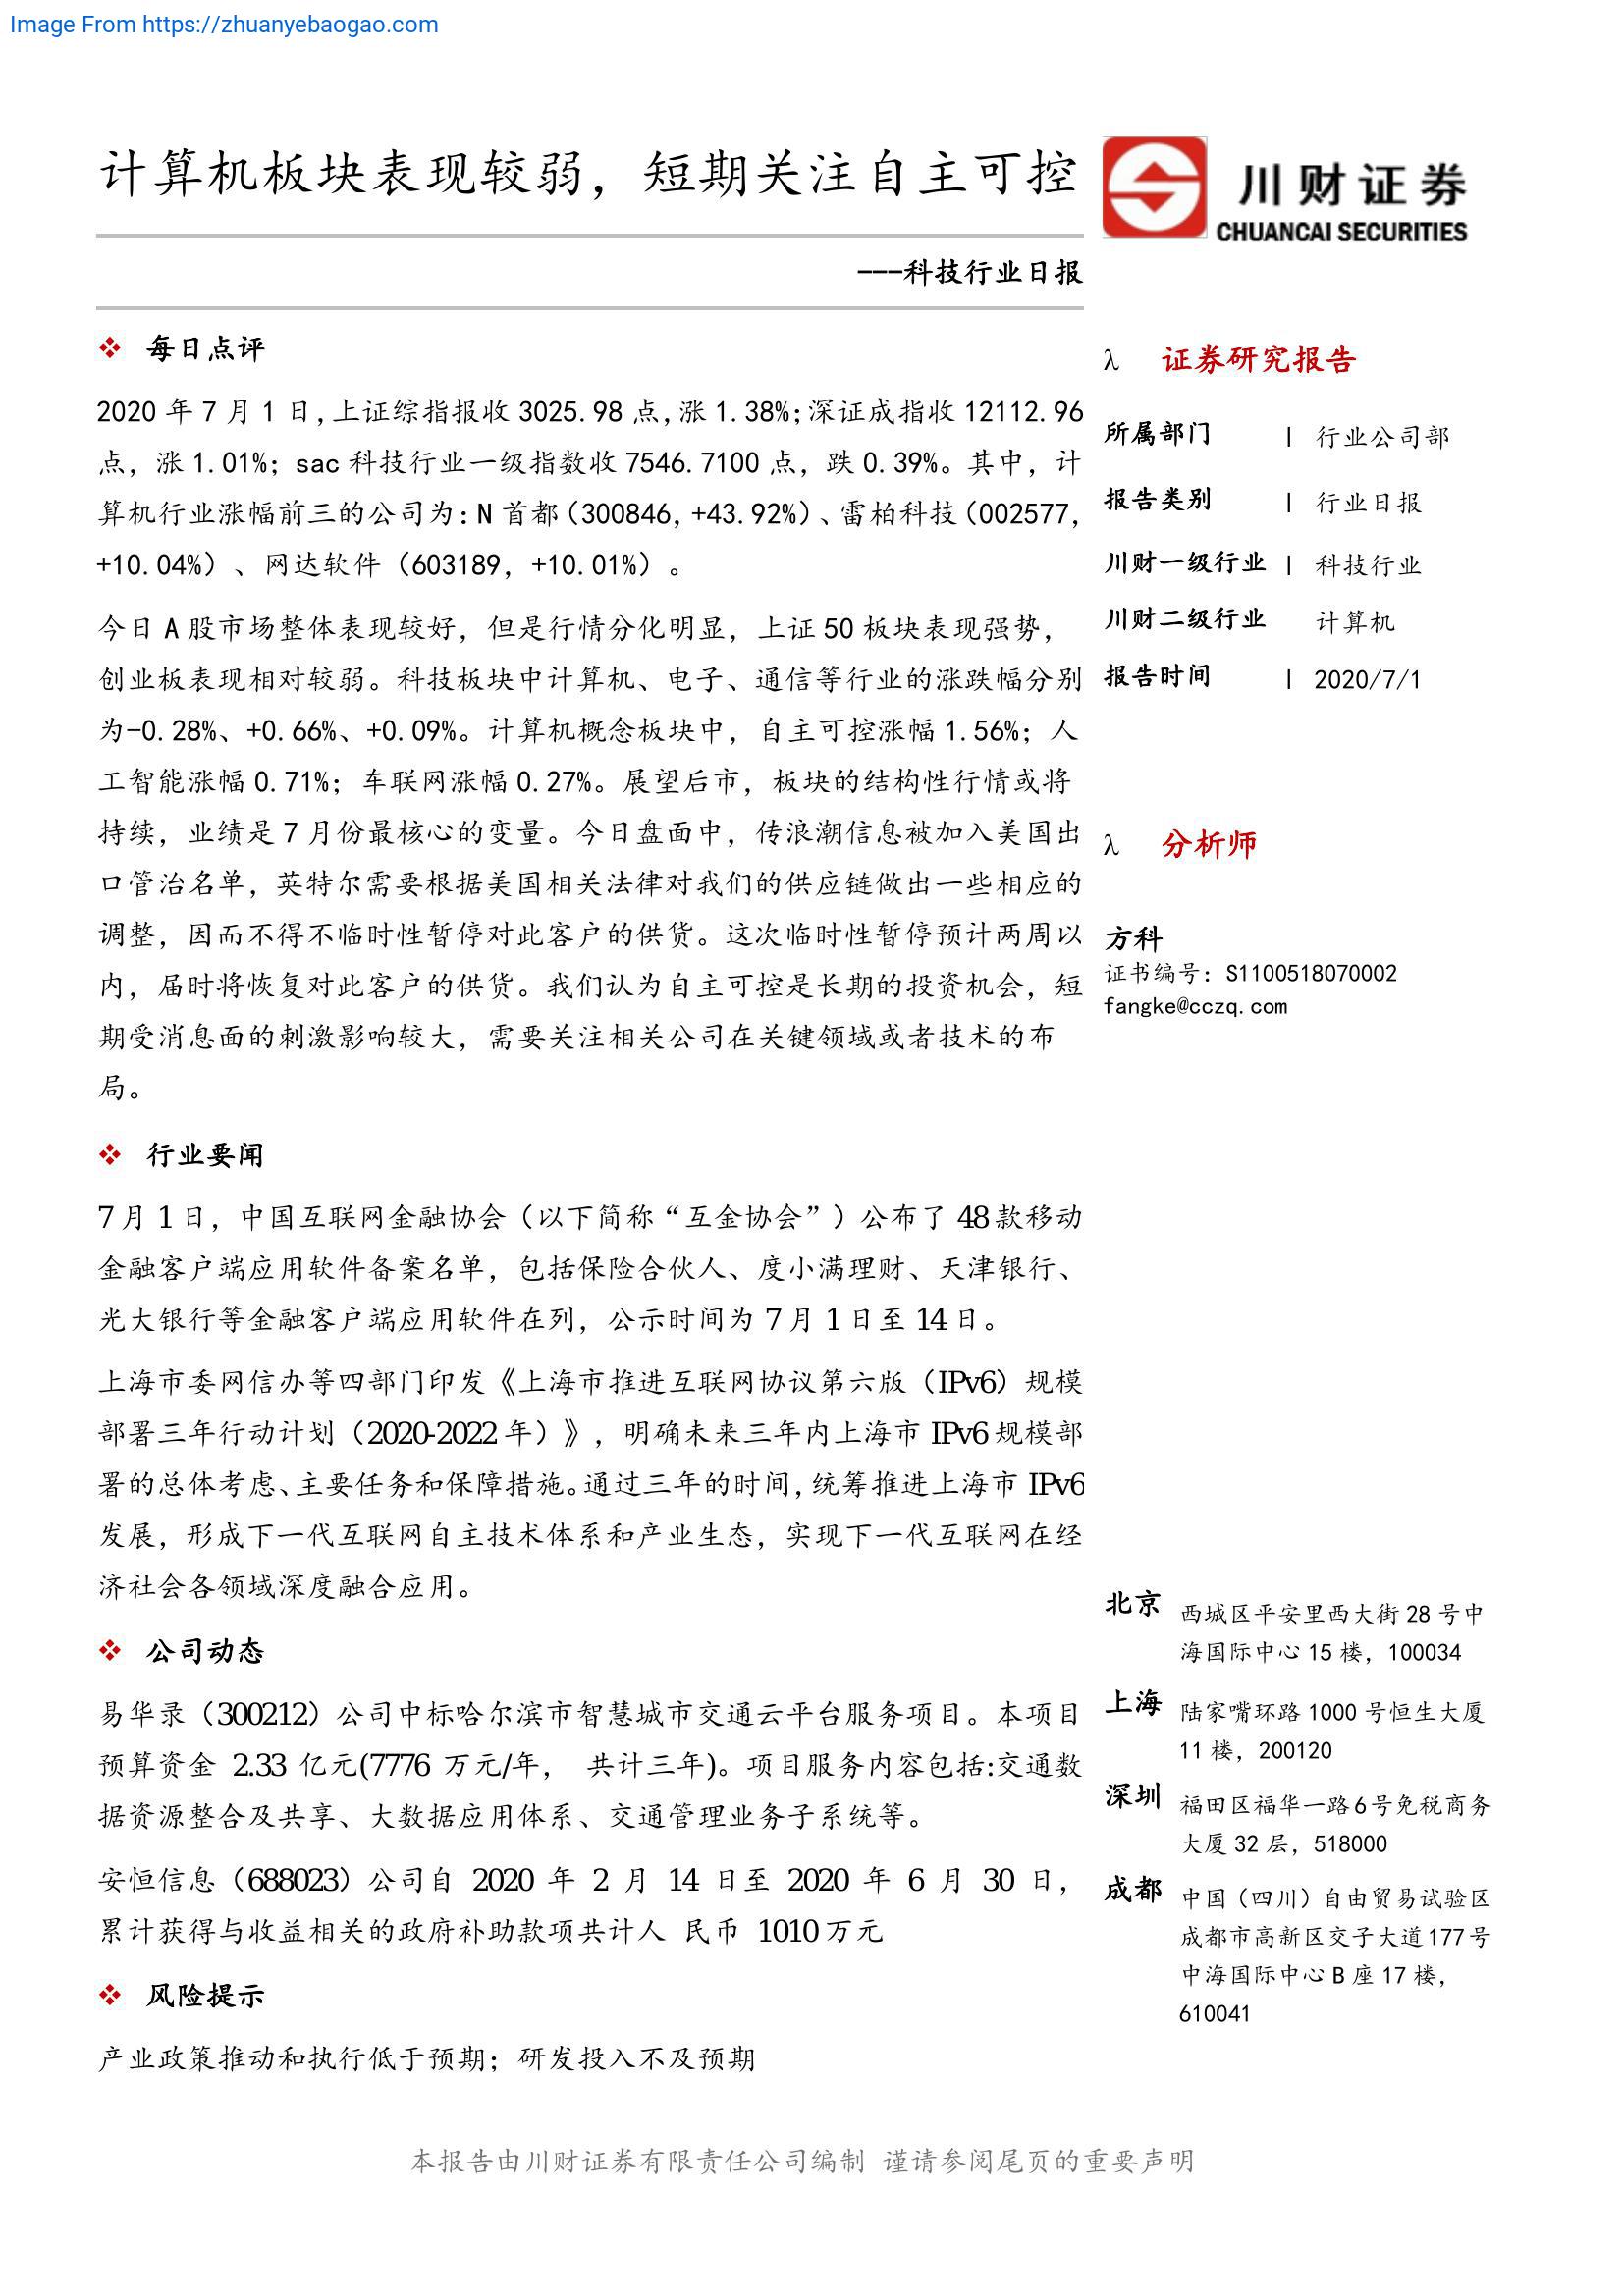 Image From https://zhuanyebaogao.com
计算机板块表现较弱，短期关注自主可控
川财证券
CHUANCAI SECURITIES
---科技行业日报
❖ 每日点评
2020 年 7 月 1 日，上证综指报收 3025.98 点，涨 1.38%；深证成指收 12112.96
点，涨 1.01%；sac 科技行业一级指数收 7546.7100 点，跌 0.39%。其中，计
算机行业涨幅前三的公司为：N 首都（300846，+43.92%）、雷柏科技（002577，
+10.04%）、网达软件（603189，+10.01%）。
今日 A 股市场整体表现较好，但是行情分化明显，上证 50 板块表现强势，
创业板表现相对较弱。科技板块中计算机、电子、通信等行业的涨跌幅分别
为-0.28%、+0.66%、+0.09%。计算机概念板块中，自主可控涨幅 1.56%；人
工智能涨幅 0.71%；车联网涨幅 0.27%。展望后市，板块的结构性行情或将
持续，业绩是 7 月份最核心的变量。今日盘面中，传浪潮信息被加入美国出
口管治名单，英特尔需要根据美国相关法律对我们的供应链做出一些相应的
调整，因而不得不临时性暂停对此客户的供货。这次临时性暂停预计两周以
内，届时将恢复对此客户的供货。我们认为自主可控是长期的投资机会，短
期受消息面的刺激影响较大，需要关注相关公司在关键领域或者技术的布
局。
❖ 行业要闻
7 月 1 日，中国互联网金融协会（以下简称“互金协会”）公布了 48 款移动
金融客户端应用软件备案名单，包括保险合伙人、度小满理财、天津银行、
光大银行等金融客户端应用软件在列，公示时间为 7 月 1 日至 14 日。
上海市委网信办等四部门印发《上海市推进互联网协议第六版（IPv6）规模
部署三年行动计划（2020-2022 年）》，明确未来三年内上海市 IPv6 规模部
署的总体考虑、主要任务和保障措施。通过三年的时间，统筹推进上海市 IPv6
发展，形成下一代互联网自主技术体系和产业生态，实现下一代互联网在经
济社会各领域深度融合应用。
❖ 公司动态
易华录（300212）公司中标哈尔滨市智慧城市交通云平台服务项目。本项目
预算资金 2.33 亿元(7776 万元/年， 共计三年)。项目服务内容包括:交通数
据资源整合及共享、大数据应用体系、交通管理业务子系统等。
安恒信息（688023）公司自 2020 年 2 月 14 日至 2020 年 6 月 30 日，
累计获得与收益相关的政府补助款项共计人 民币 1010 万元
❖ 风险提示
产业政策推动和执行低于预期；研发投入不及预期
λ 证券研究报告
所属部门 | 行业公司部
报告类别 | 行业日报
川财一级行业 | 科技行业
川财二级行业 计算机
报告时间 | 2020/7/1
λ 分析师
方科
证书编号：S1100518070002
fangke@cczq.com
北京 西城区平安里西大街 28 号中
海国际中心 15 楼，100034
上海 陆家嘴环路 1000 号恒生大厦
11 楼，200120
深圳 福田区福华一路 6 号免税商务
大厦 32 层，518000
成都 中国（四川）自由贸易试验区
成都市高新区交子大道 177 号
中海国际中心 B 座 17 楼，
610041
本报告由川财证券有限责任公司编制 谨请参阅尾页的重要声明